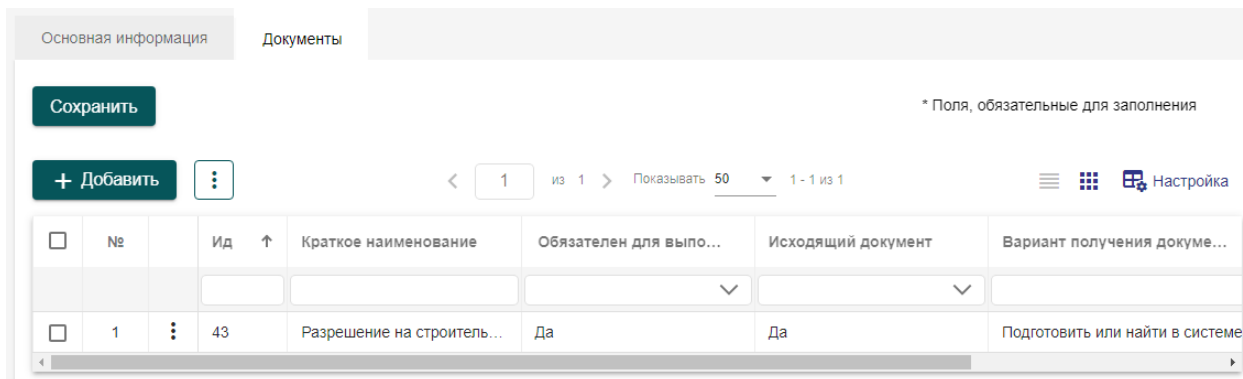 Основная информация Документы
Сохранить * Поля, обязательные для заполнения
+ Добавить 1 из 1 Показывать 50 1 - 1 из 1 Настройка
№ Ид Краткое наименование Обязателен для выпо... Исходящий документ Вариант получения докуме...
1 43 Разрешение на строитель... Да Да Подготовить или найти в системе